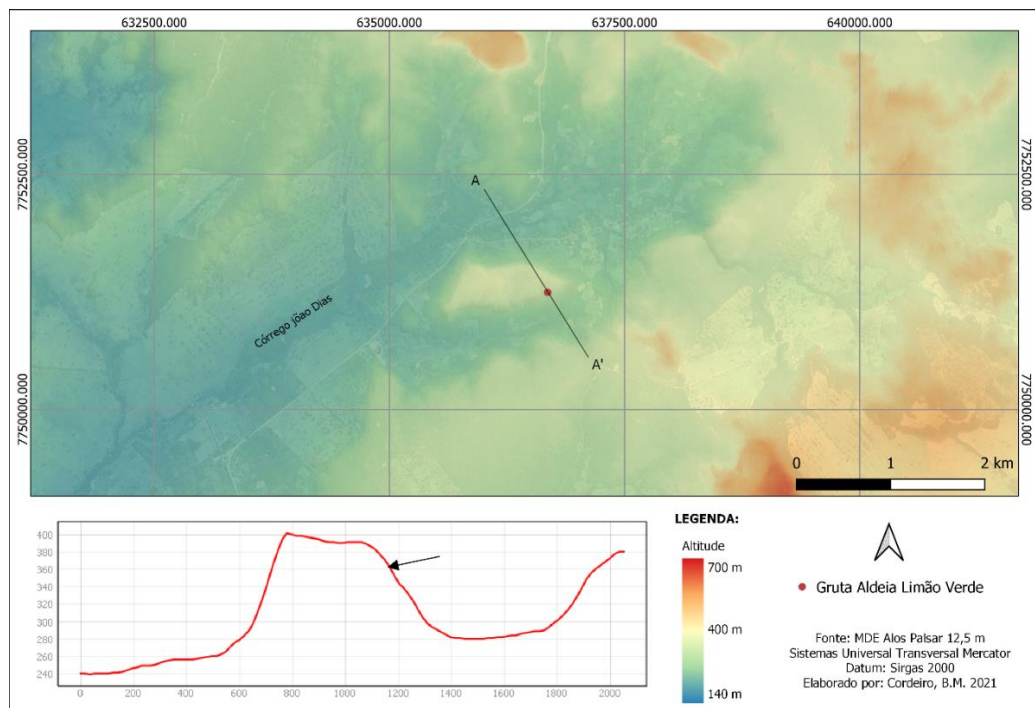 632500.000 635000.000 637500.000 640000.000
7752500.000 7752500.000
A
Córrego jõao Dias
A'
7750000.000 7750000.000
0 1 2 km
LEGENDA:
Altitude
700 m
400 m
140 m
Gruta Aldeia Limão Verde
Fonte: MDE Alos Palsar 12,5 m
Sistemas Universal Transversal Mercator
Datum: Sirgas 2000
Elaborado por: Cordeiro, B.M. 2021
400
380
360
340
320
300
280
260
240
0 200 400 600 800 1000 1200 1400 1600 1800 2000